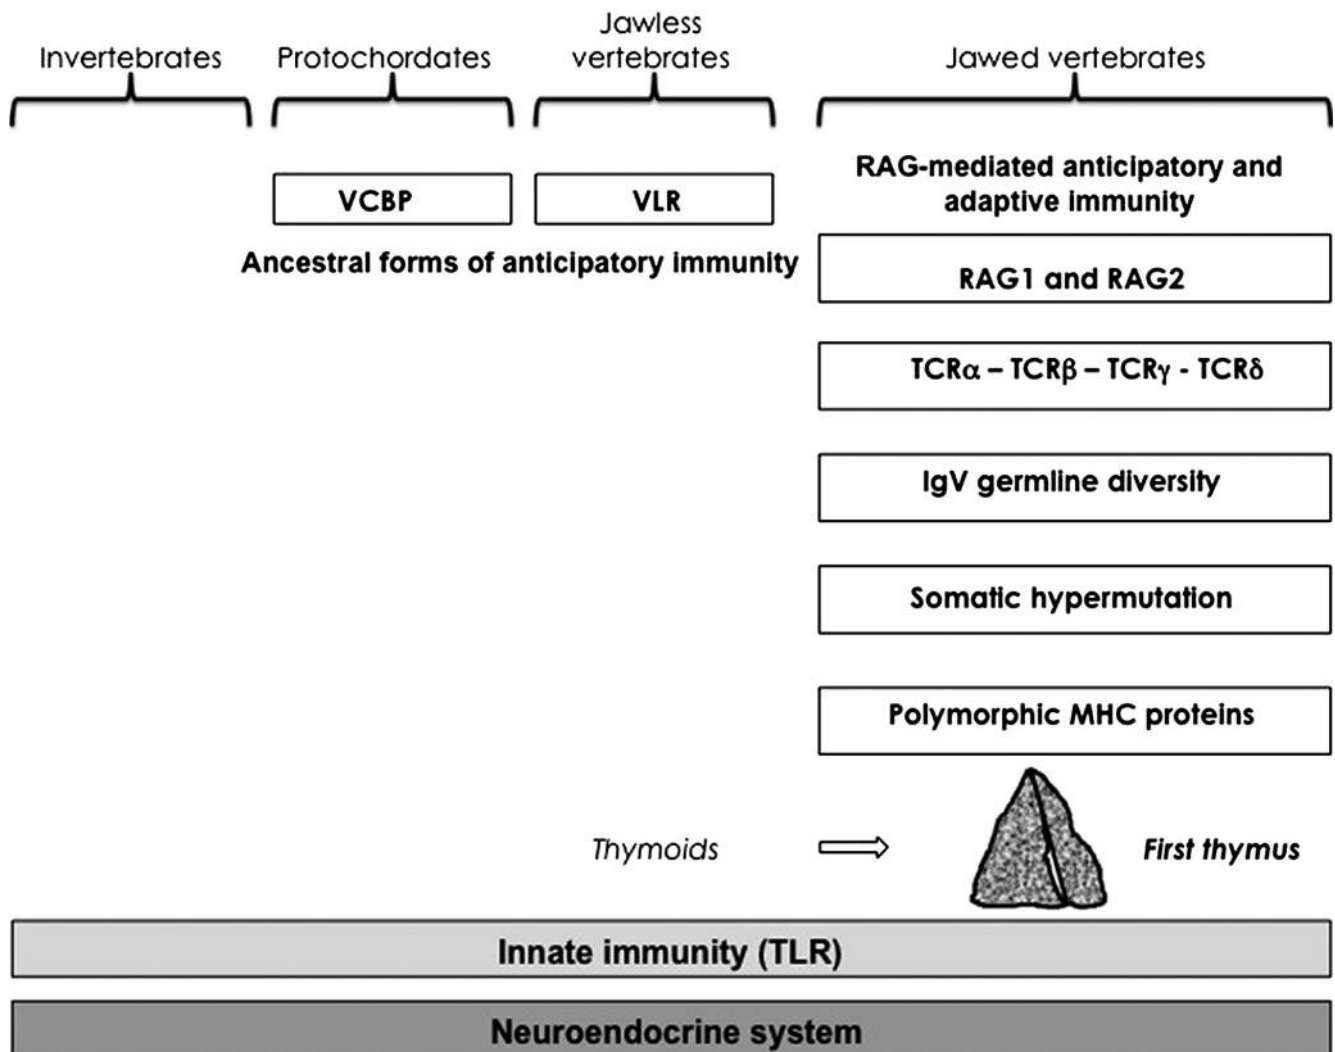 Invertebrates
Protochordates
Jawless
vertebrates
Jawed vertebrates
VCBP
VLR
Ancestral forms of anticipatory immunity
RAG-mediated anticipatory and
adaptive immunity
RAG1 and RAG2
TCRα – TCRβ – TCRγ - TCRδ
IgV germline diversity
Somatic hypermutation
Polymorphic MHC proteins
Thymoids
First thymus
Innate immunity (TLR)
Neuroendocrine system